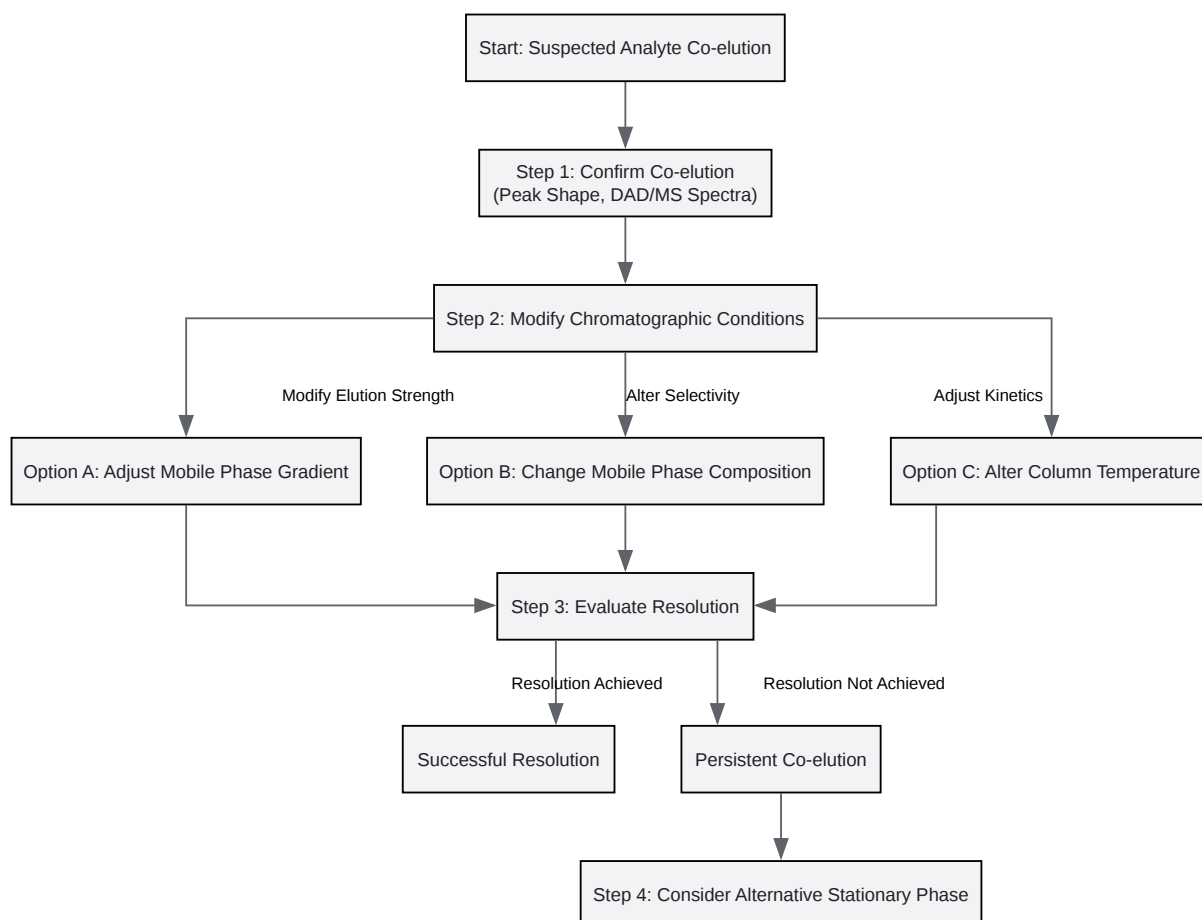 Start: Suspected Analyte Co-elution
Step 1: Confirm Co-elution
(Peak Shape, DAD/MS Spectra)
Step 2: Modify Chromatographic Conditions
Modify Elution Strength
Alter Selectivity
Adjust Kinetics
Option A: Adjust Mobile Phase Gradient
Option B: Change Mobile Phase Composition
Option C: Alter Column Temperature
Step 3: Evaluate Resolution
Resolution Achieved
Resolution Not Achieved
Successful Resolution
Persistent Co-elution
Step 4: Consider Alternative Stationary Phase